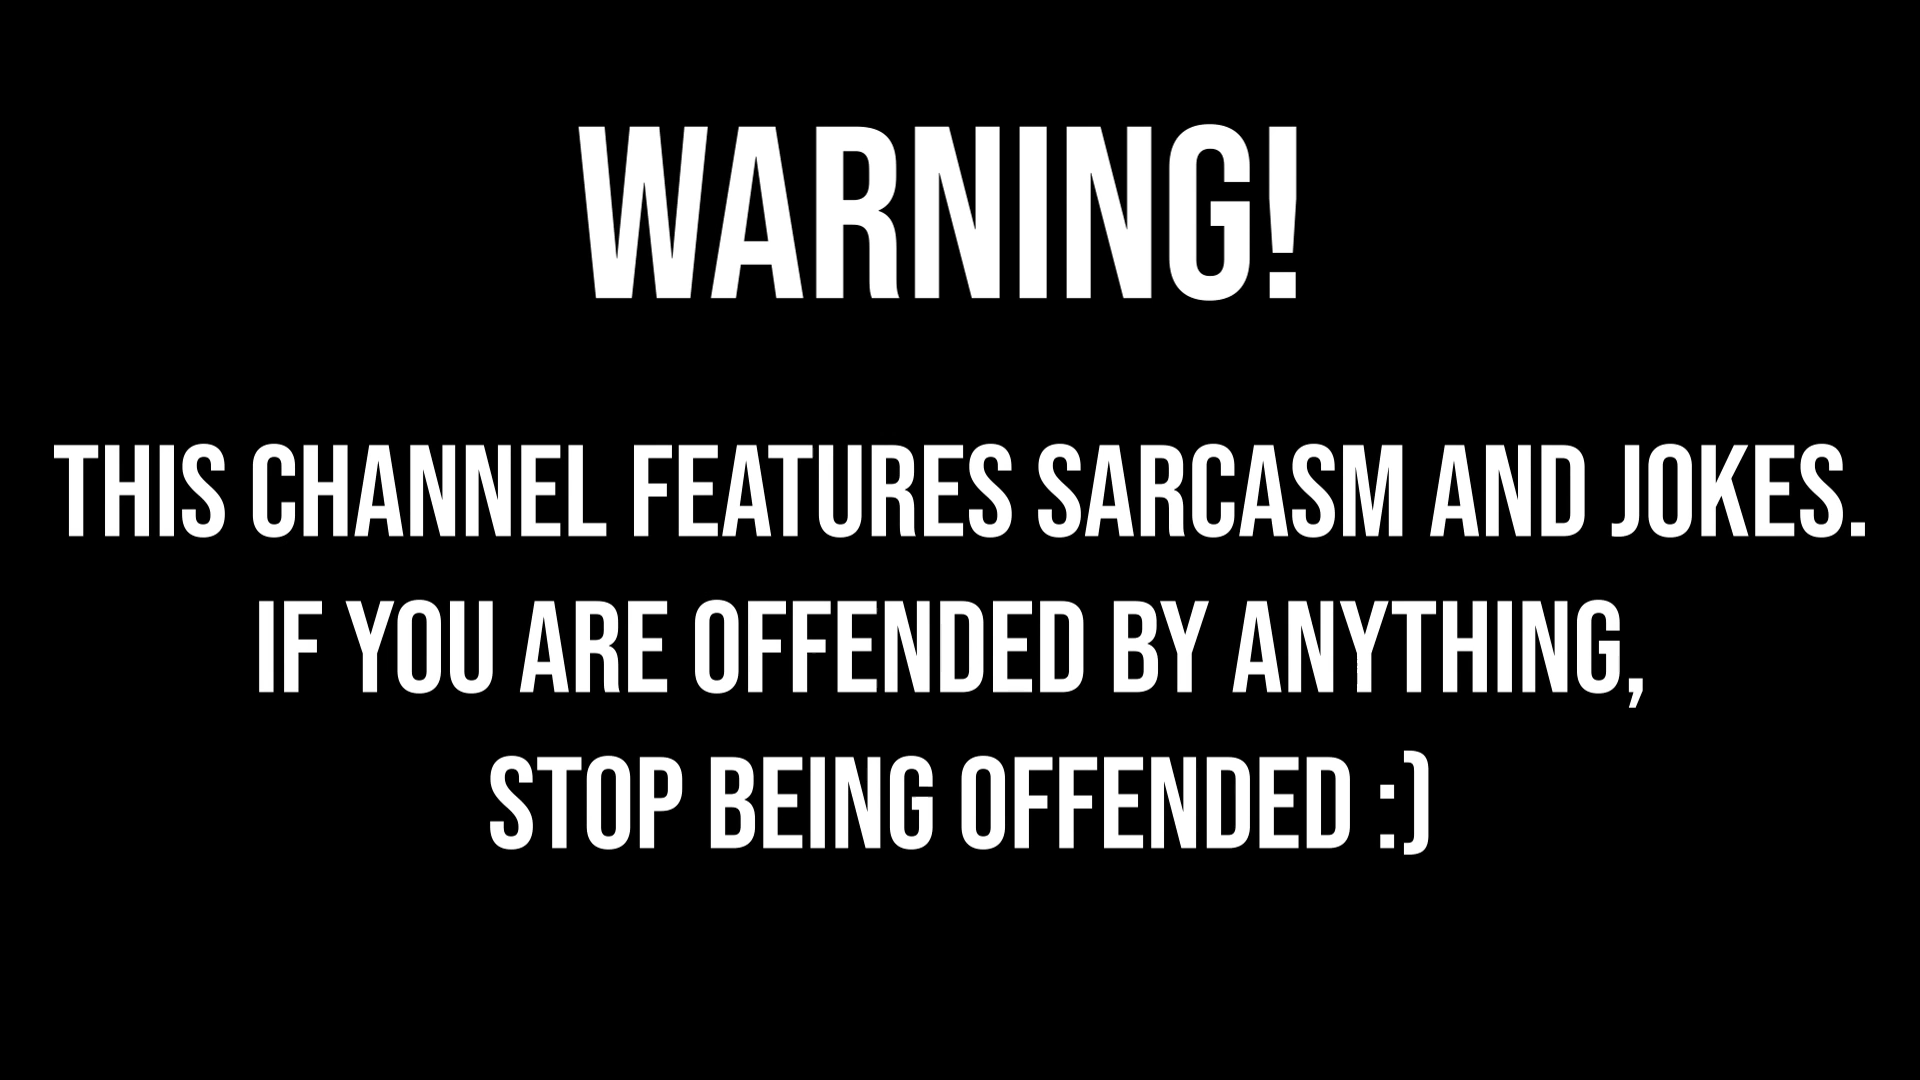 WARNING!
THIS CHANNEL FEATURES SARCASM AND JOKES.
IF YOU ARE OFFENDED BY ANYTHING,
STOP BEING OFFENDED :)